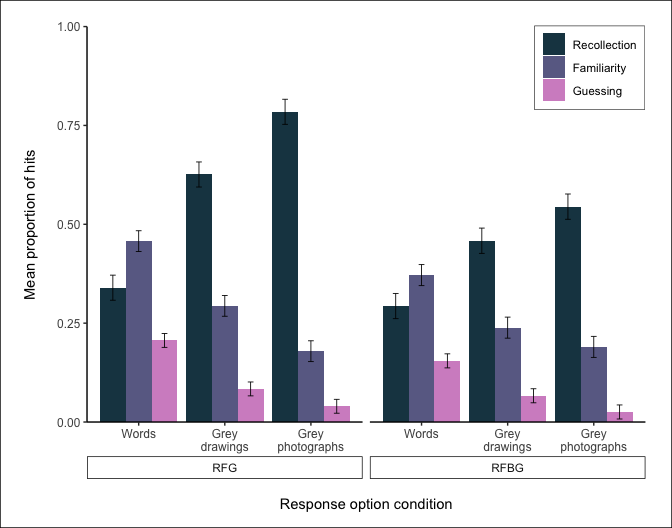 Mean proportion of hits
1.00
0.75
0.50
0.25
0.00
Recollection
Familiarity
Guessing
Words
Grey
drawings
Grey
photographs
Words
Grey
drawings
Grey
photographs
RFG
RFBG
Response option condition